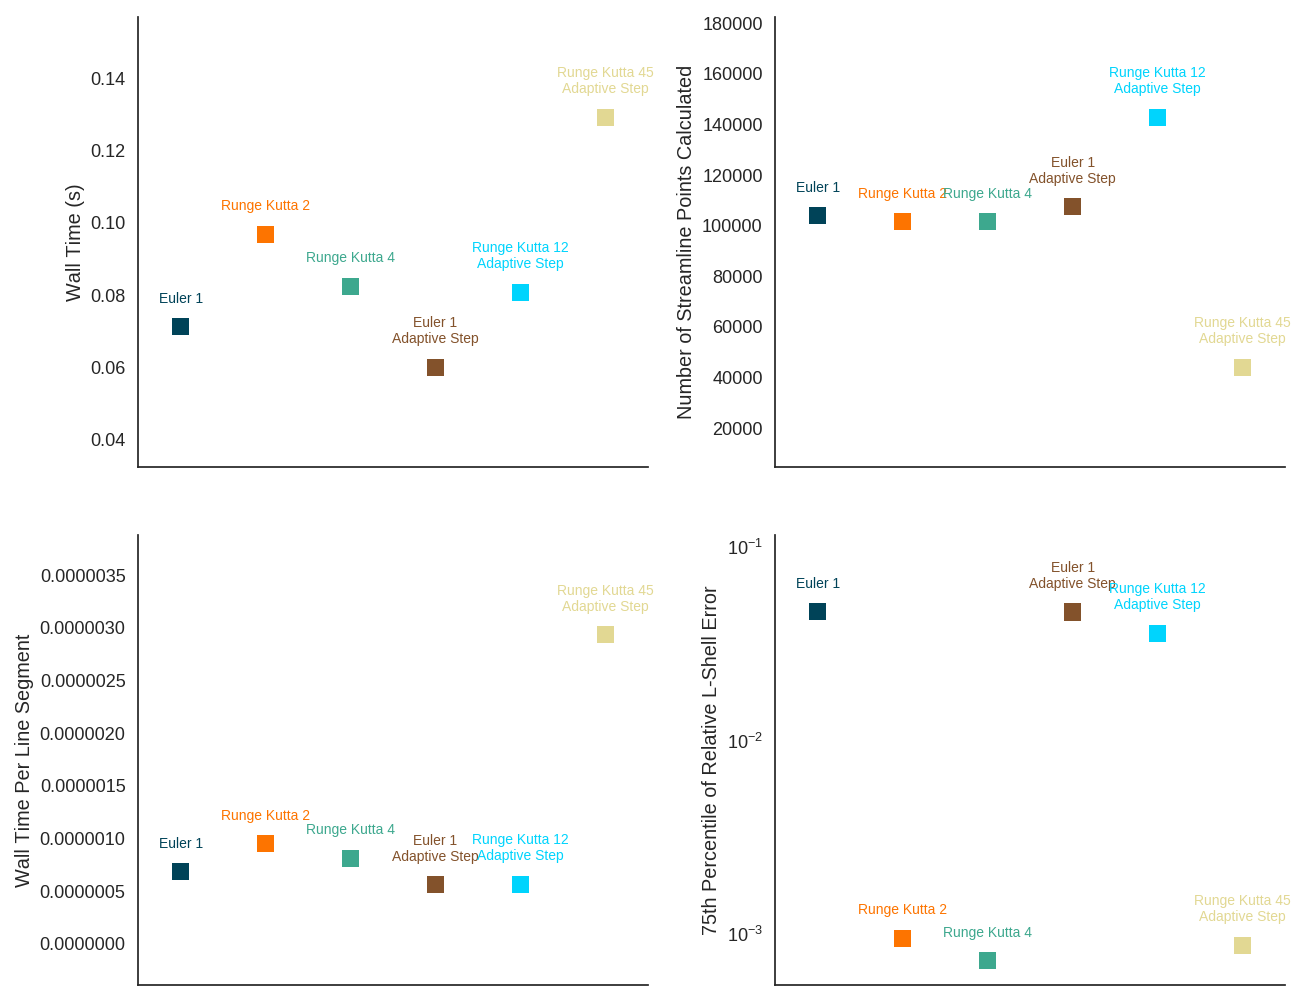 Wall Time (s)
0.14
0.12
0.10
0.08
0.06
0.04
Euler 1
Runge Kutta 2
Runge Kutta 4
Euler 1
Adaptive Step
Runge Kutta 12
Adaptive Step
Runge Kutta 45
Adaptive Step
Number of Streamline Points Calculated
180000
160000
140000
120000
100000
80000
60000
40000
20000
Euler 1
Runge Kutta 2
Runge Kutta 4
Euler 1
Adaptive Step
Runge Kutta 12
Adaptive Step
Runge Kutta 45
Adaptive Step
Wall Time Per Line Segment
0.0000035
0.0000030
0.0000025
0.0000020
0.0000015
0.0000010
0.0000005
0.0000000
Euler 1
Runge Kutta 2
Runge Kutta 4
Euler 1
Adaptive Step
Runge Kutta 12
Adaptive Step
Runge Kutta 45
Adaptive Step
75th Percentile of Relative L-Shell Error
10⁻¹
10⁻²
10⁻³
Euler 1
Runge Kutta 2
Runge Kutta 4
Euler 1
Adaptive Step
Runge Kutta 12
Adaptive Step
Runge Kutta 45
Adaptive Step